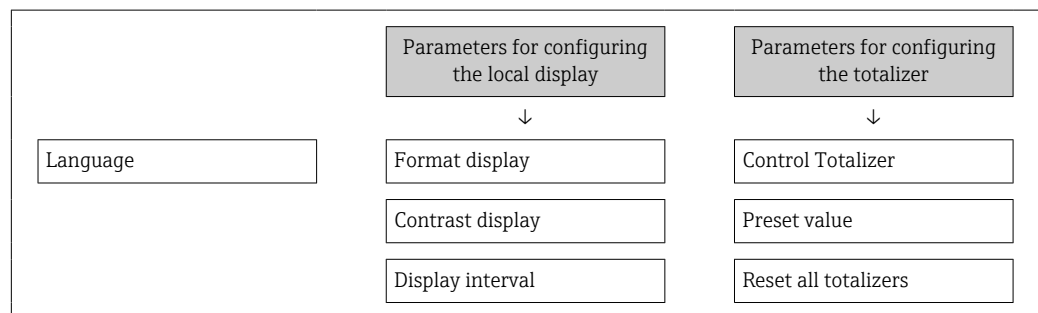 Parameters for configuring
the local display
Parameters for configuring
the totalizer
↓ ↓
Language Format display Control Totalizer
Contrast display Preset value
Display interval Reset all totalizers